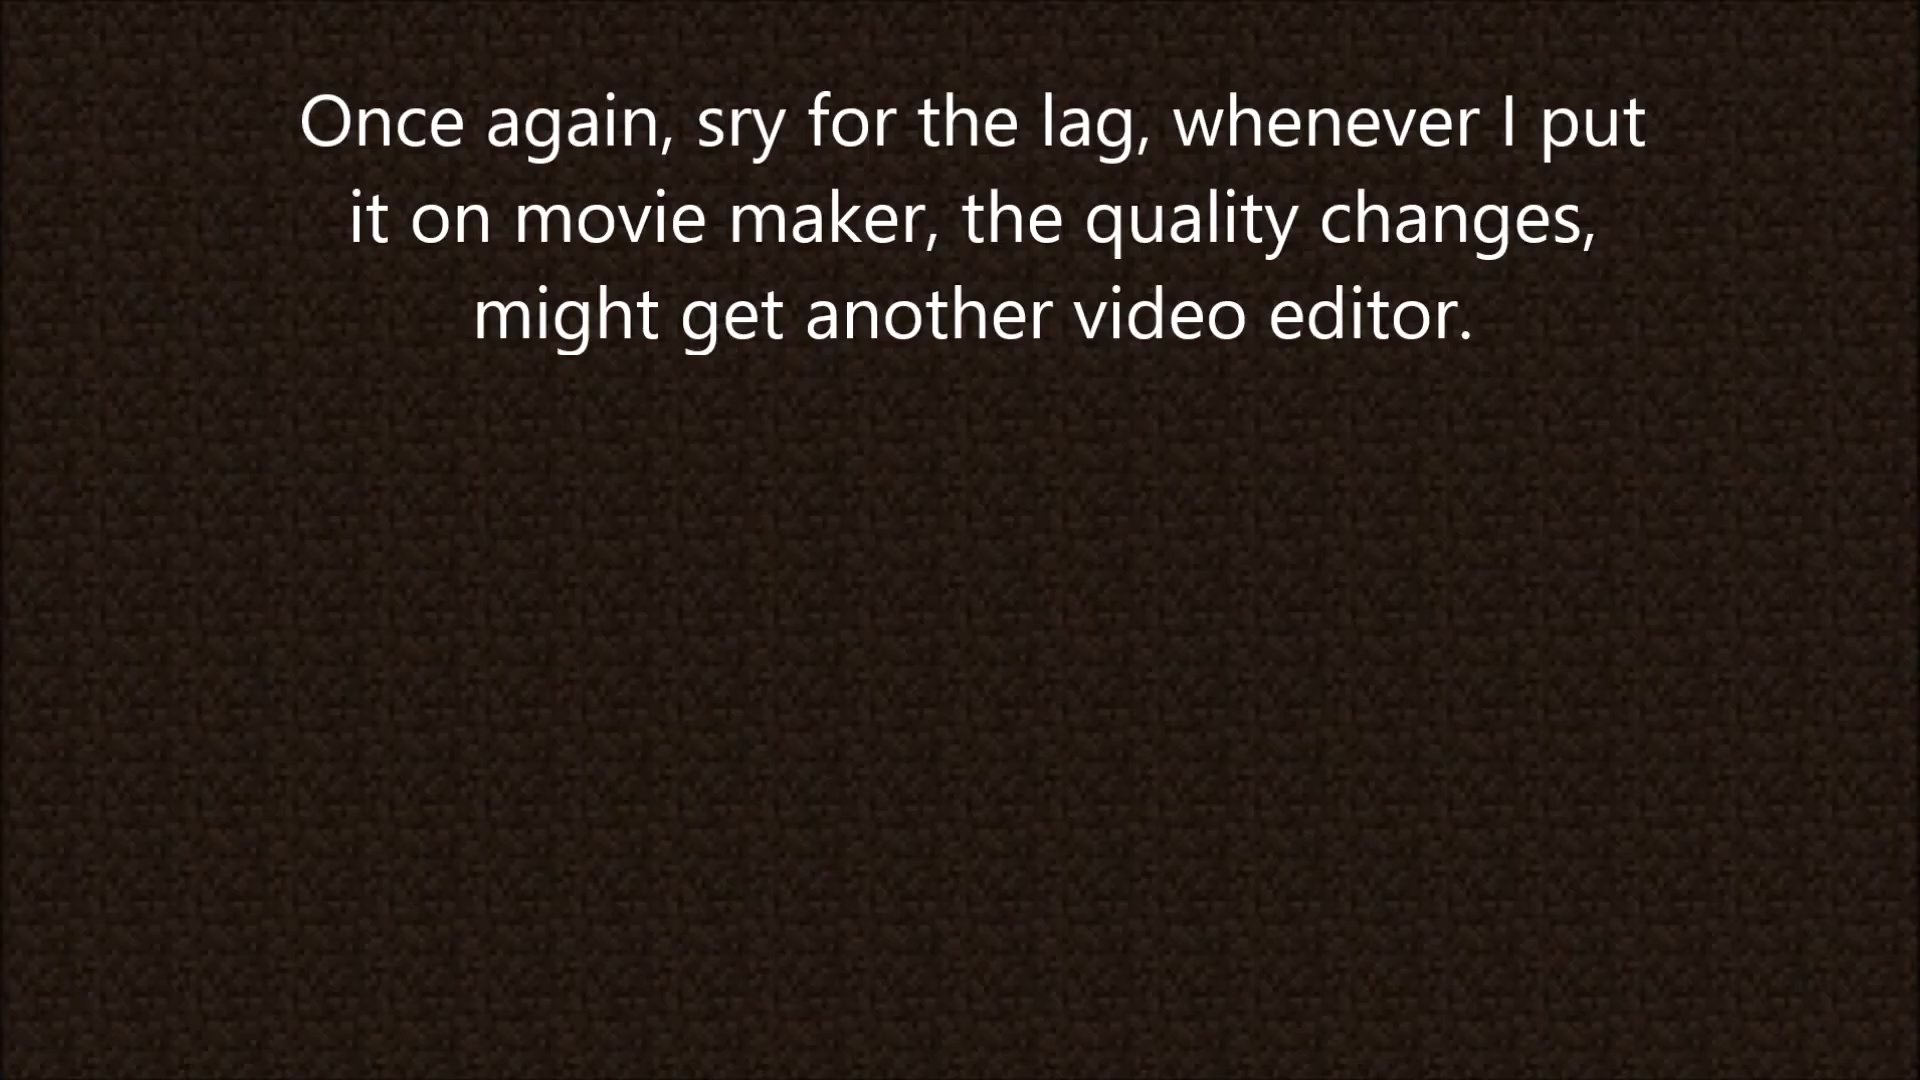 Once again, sry for the lag, whenever I put
it on movie maker, the quality changes,
might get another video editor.